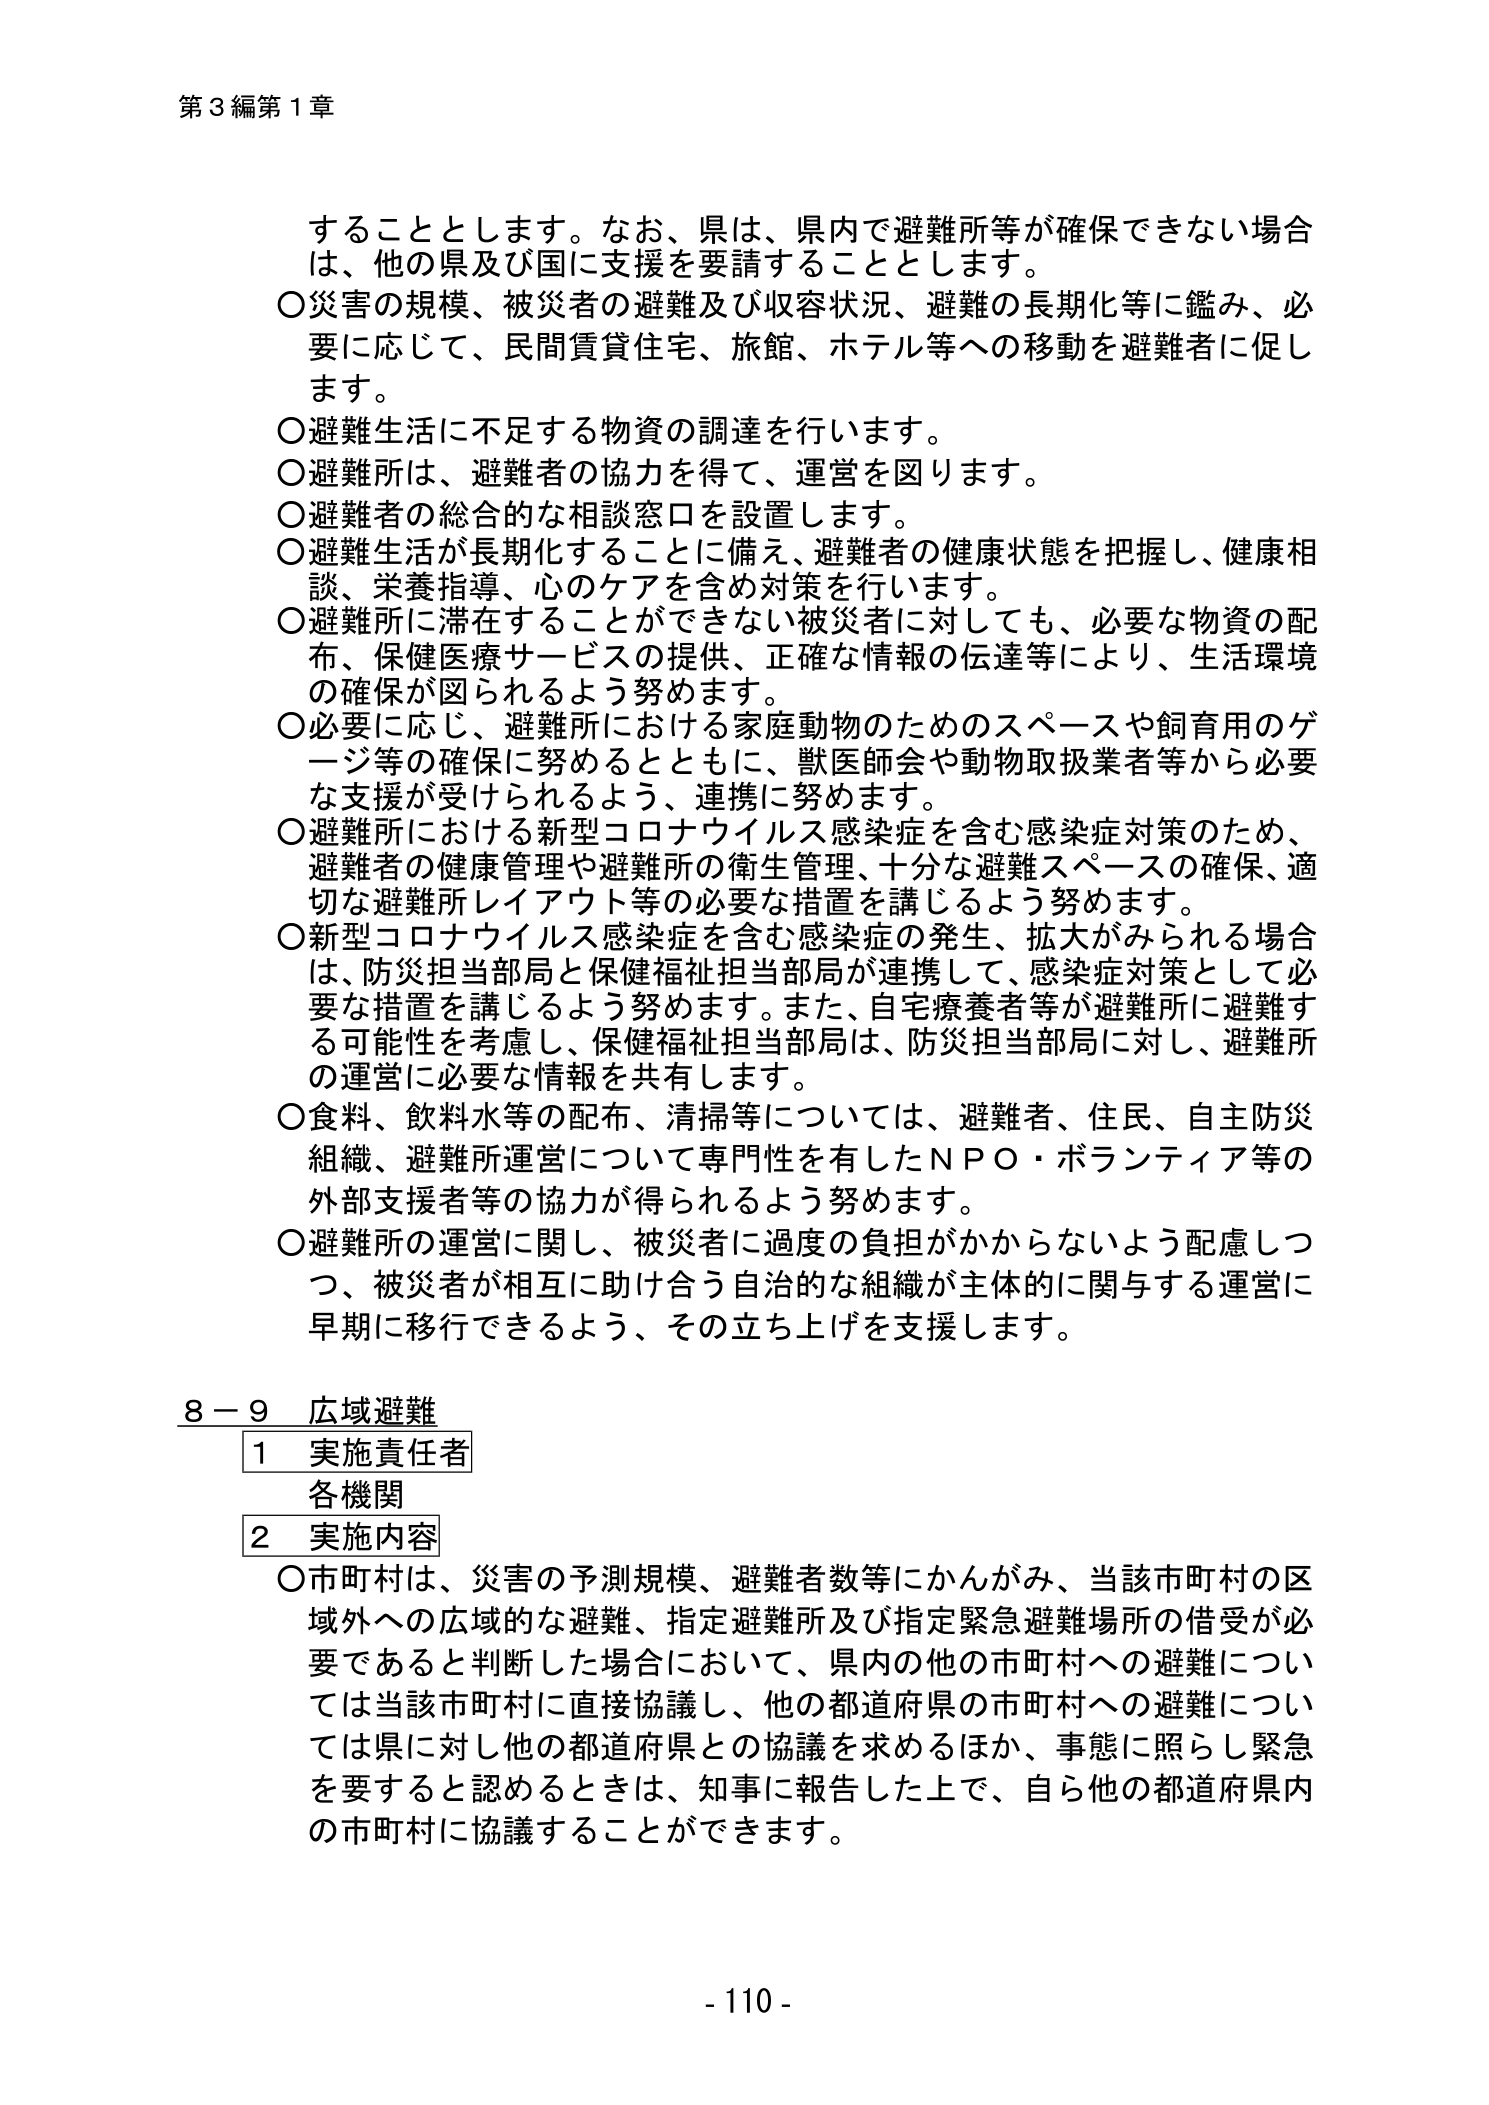 第３編第１章
することとします。なお、県は、県内で避難所等が確保できない場合
は、他の県及び国に支援を要請することとします。
○災害の規模、被災者の避難及び収容状況、避難の長期化等に鑑み、必
要に応じて、民間賃貸住宅、旅館、ホテル等への移動を避難者に促し
ます。
○避難生活に不足する物資の調達を行います。
○避難所は、避難者の協力を得て、運営を図ります。
○避難者の総合的な相談窓口を設置します。
○避難生活が長期化することに備え、避難者の健康状態を把握し、健康相
談、栄養指導、心のケアを含め対策を行います。
○避難所に滞在することができない被災者に対しても、必要な物資の配
布、保健医療サービスの提供、正確な情報の伝達等により、生活環境
の確保が図られるよう努めます。
○必要に応じ、避難所における家庭動物のためのスペースや飼育用のゲ
ージ等の確保に努めるとともに、獣医師会や動物取扱業者等から必要
な支援が受けられるよう、連携に努めます。
○避難所における新型コロナウイルス感染症を含む感染症対策のため、
避難者の健康管理や避難所の衛生管理、十分な避難スペースの確保、適
切な避難所レイアウト等の必要な措置を講じるよう努めます。
○新型コロナウイルス感染症を含む感染症の発生、拡大がみられる場合
は、防災担当部局と保健福祉担当部局が連携して、感染症対策として必
要な措置を講じるよう努めます。また、自宅療養者等が避難所に避難す
る可能性を考慮し、保健福祉担当部局は、防災担当部局に対し、避難所
の運営に必要な情報を共有します。
○食料、飲料水等の配布、清掃等については、避難者、住民、自主防災
組織、避難所運営について専門性を有したＮＰＯ・ボランティア等の
外部支援者等の協力が得られるよう努めます。
○避難所の運営に関し、被災者に過度の負担がかからないよう配慮しつ
つ、被災者が相互に助け合う自治的な組織が主体的に関与する運営に
早期に移行できるよう、その立ち上げを支援します。
８－９　広域避難
１　実施責任者
各機関
２　実施内容
○市町村は、災害の予測規模、避難者数等にかんがみ、当該市町村の区
域外への広域的な避難、指定避難所及び指定緊急避難場所の借受が必
要であると判断した場合において、県内の他の市町村への避難につい
ては当該市町村に直接協議し、他の都道府県の市町村への避難につい
ては県に対し他の都道府県との協議を求めるほか、事態に照らし緊急
を要すると認めるときは、知事に報告した上で、自ら他の都道府県内
の市町村に協議することができます。
- 110 -